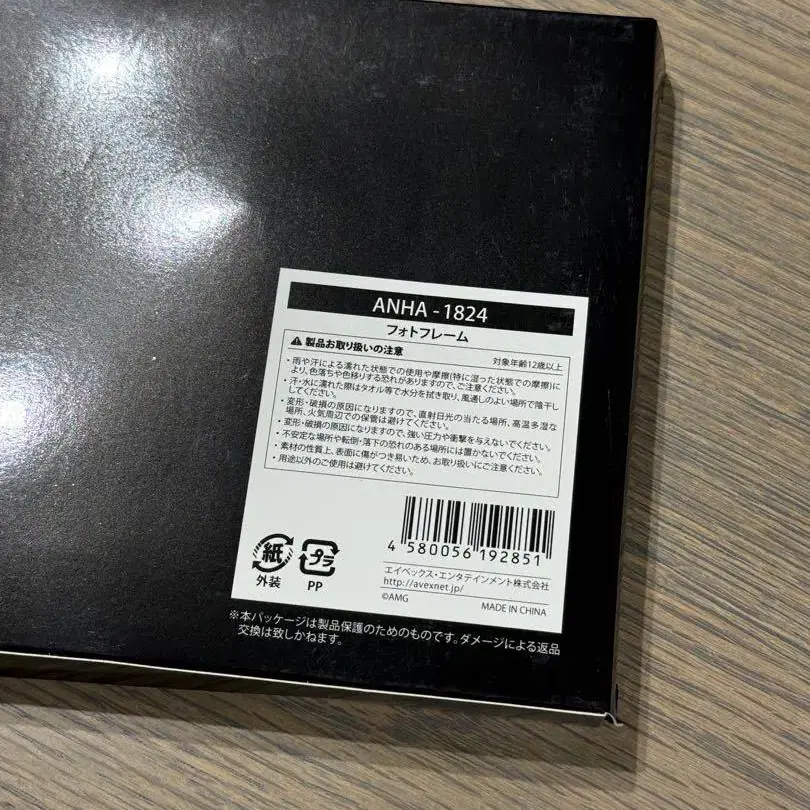 ANHA - 1824
フォトフレーム
⚠ 製品お取り扱いの注意 対象年齢12歳以上
・雨や汗による濡れた状態での使用や摩擦(特に湿った状態での摩擦)に
より、色落ちや色移りする恐れがありますので、ご注意ください。
・汗・水に濡れた際はタオル等で水分を拭き取り、風通しのよい場所で陰干し
してください。
・変形・破損の原因になりますので、直射日光の当たる場所、高温多湿な
場所、火気周辺での保管は避けてください。
・変形・破損の原因になりますので、強い圧力や衝撃を与えないでください。
・不安定な場所や転倒・落下の恐れのある場所には置かないでください。
・素材の性質上、表面に傷がつき易いため、お取り扱いにご注意ください。
・用途以外のご使用は避けてください。
4 580056 192851
紙 プラ
外装 PP
エイベックス・エンタテインメント株式会社
http://avexnet.jp/
©AMG MADE IN CHINA
※本パッケージは製品保護のためのものです。ダメージによる返品
交換は致しかねます。